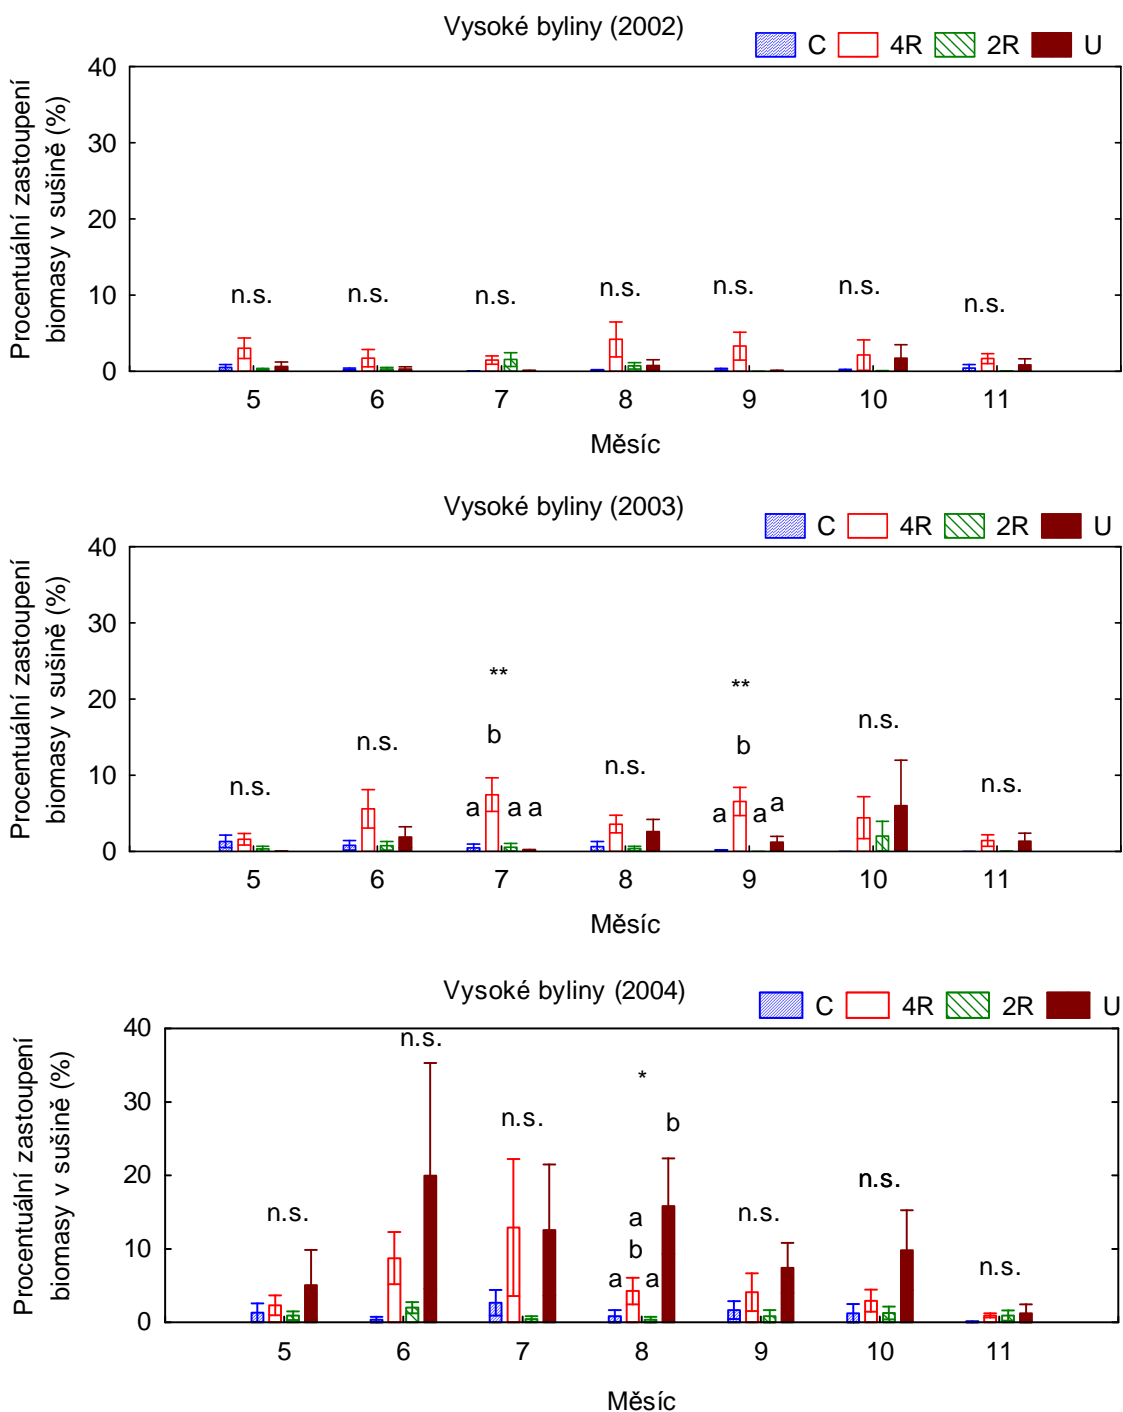 Vysoké byliny (2002)
C 4R 2R U
Procentuální zastoupení
biomasy v sušině (%)
40
30
20
10
0
n.s. n.s. n.s. n.s. n.s. n.s. n.s.
5 6 7 8 9 10 11
Měsíc
Vysoké byliny (2003)
C 4R 2R U
Procentuální zastoupení
biomasy v sušině (%)
40
30
20
10
0
** **
n.s. n.s. b n.s. b n.s. n.s.
a a a a a a
5 6 7 8 9 10 11
Měsíc
Vysoké byliny (2004)
C 4R 2R U
Procentuální zastoupení
biomasy v sušině (%)
40
30
20
10
0
n.s.
*
n.s. b
n.s.
n.s. a n.s.
b
a a n.s.
5 6 7 8 9 10 11
Měsíc